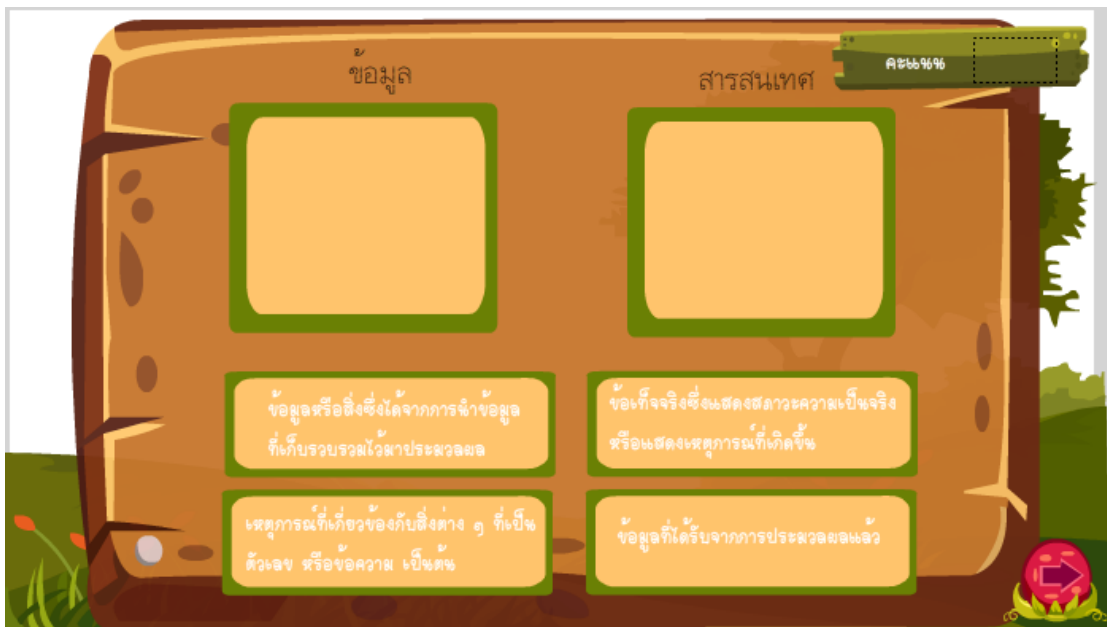 ข้อมูล
สารสนเทศ
คะแนน
ข้อมูลหรือสิ่งซึ่งได้จากการนำข้อมูล
ที่เก็บรวบรวมไว้มาประมวลผล
ข้อเท็จจริงซึ่งแสดงสภาวะความเป็นจริง
หรือแสดงเหตุการณ์ที่เกิดขึ้น
เหตุการณ์ที่เกี่ยวข้องกับสิ่งต่าง ๆ ที่เป็น
ตัวเลข หรือข้อความ เป็นต้น
ข้อมูลที่ได้รับจากการประมวลผลแล้ว